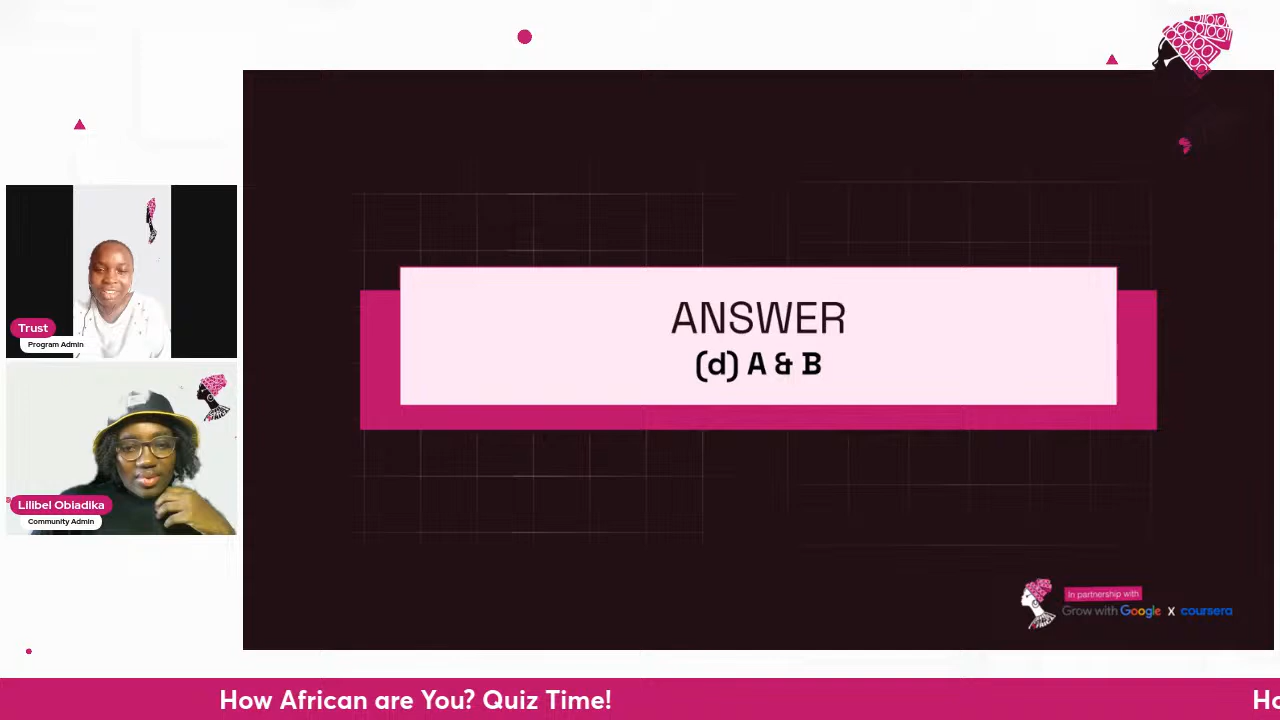 Trust
Program Admin
Lilibel Obiadika
Community Admin
ANSWER
(d) A & B
In partnership with
Grow with Google X coursera
How African are You? Quiz Time!
Ho